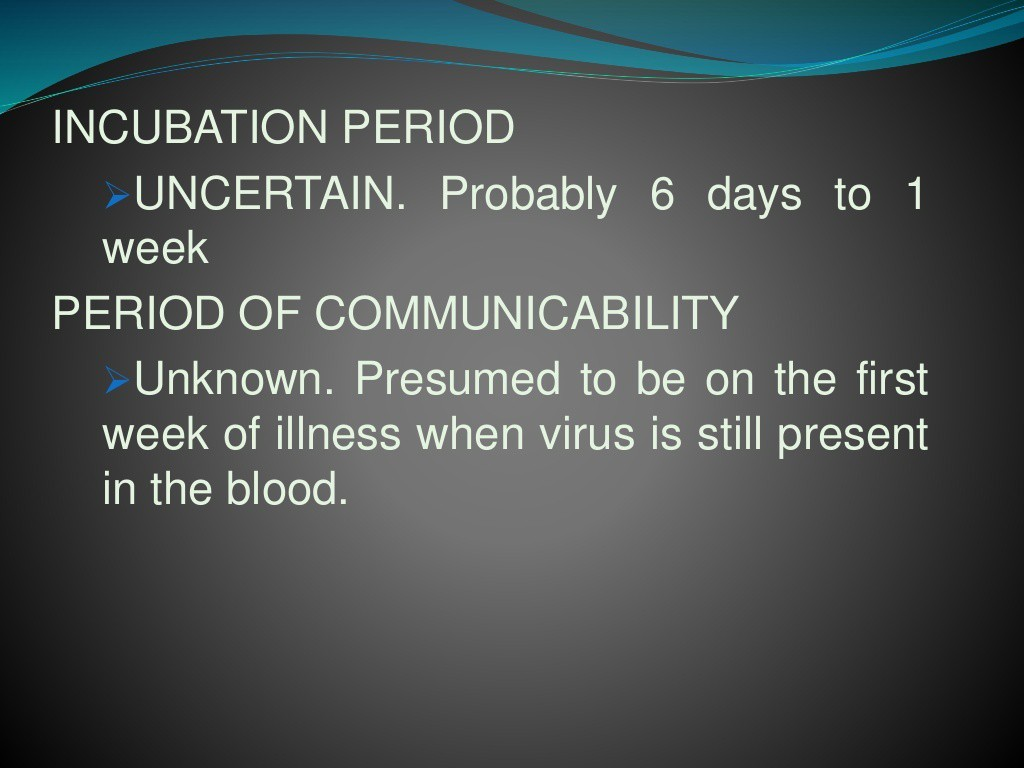 INCUBATION PERIOD
➢UNCERTAIN. Probably 6 days to 1
week
PERIOD OF COMMUNICABILITY
➢Unknown. Presumed to be on the first
week of illness when virus is still present
in the blood.